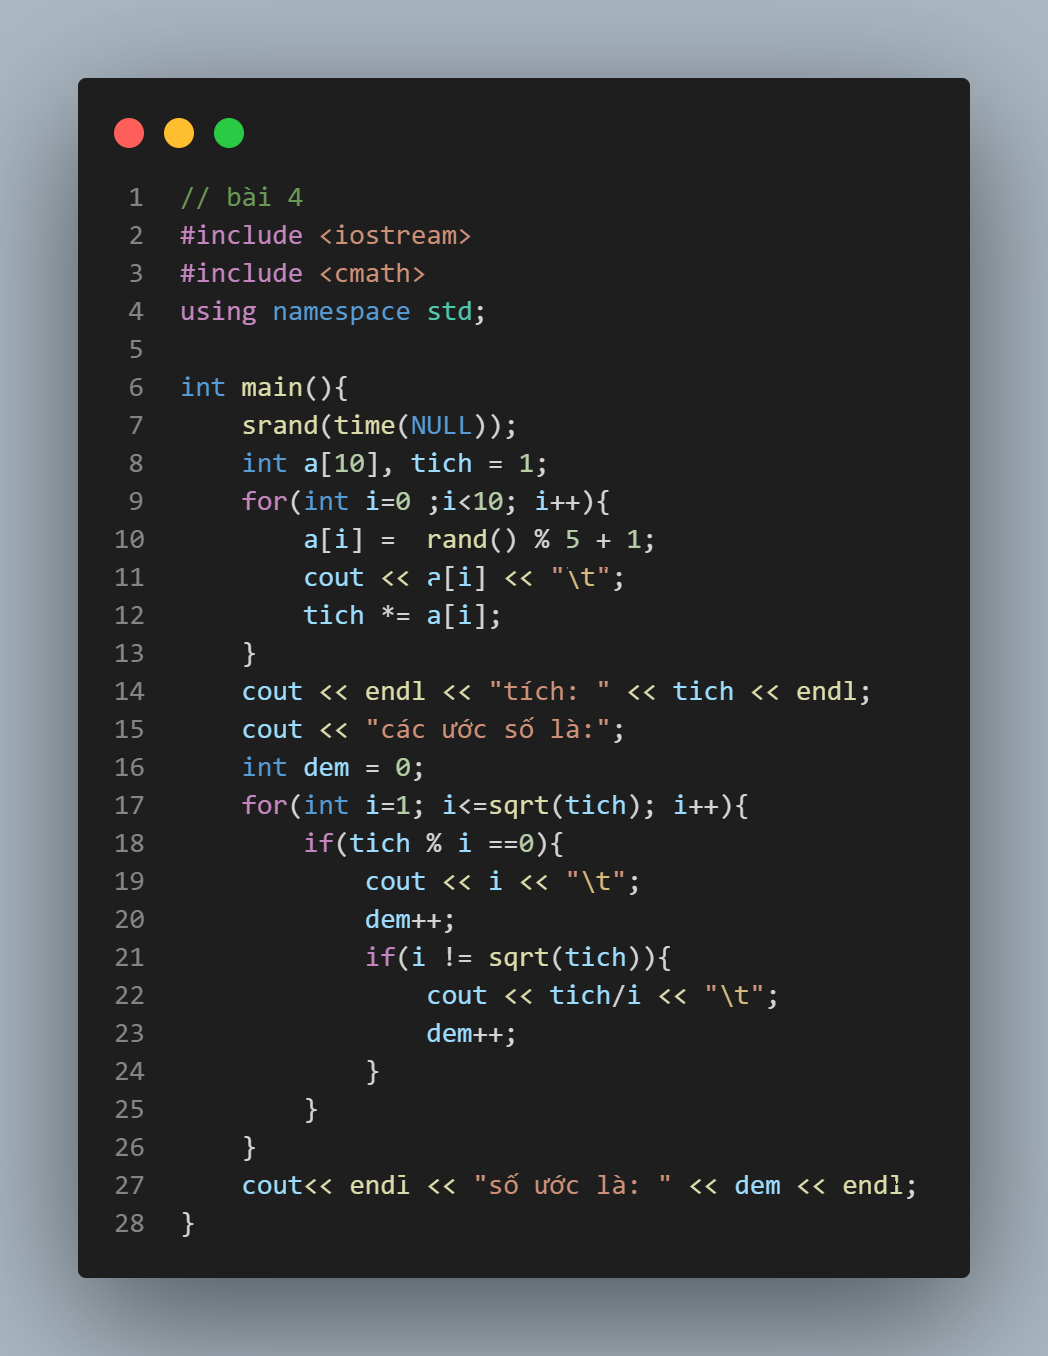 1 // bài 4
2 #include <iostream>
3 #include <cmath>
4 using namespace std;
5
6 int main(){
7     srand(time(NULL));
8     int a[10], tich = 1;
9     for(int i=0 ;i<10; i++){
10         a[i] =  rand() % 5 + 1;
11         cout << a[i] << "\t";
12         tich *= a[i];
13     }
14     cout << endl << "tích: " << tich << endl;
15     cout << "các ước số là:";
16     int dem = 0;
17     for(int i=1; i<=sqrt(tich); i++){
18         if(tich % i ==0){
19             cout << i << "\t";
20             dem++;
21             if(i != sqrt(tich)){
22                 cout << tich/i << "\t";
23                 dem++;
24             }
25         }
26     }
27     cout<< endl << "số ước là: " << dem << endl;
28 }